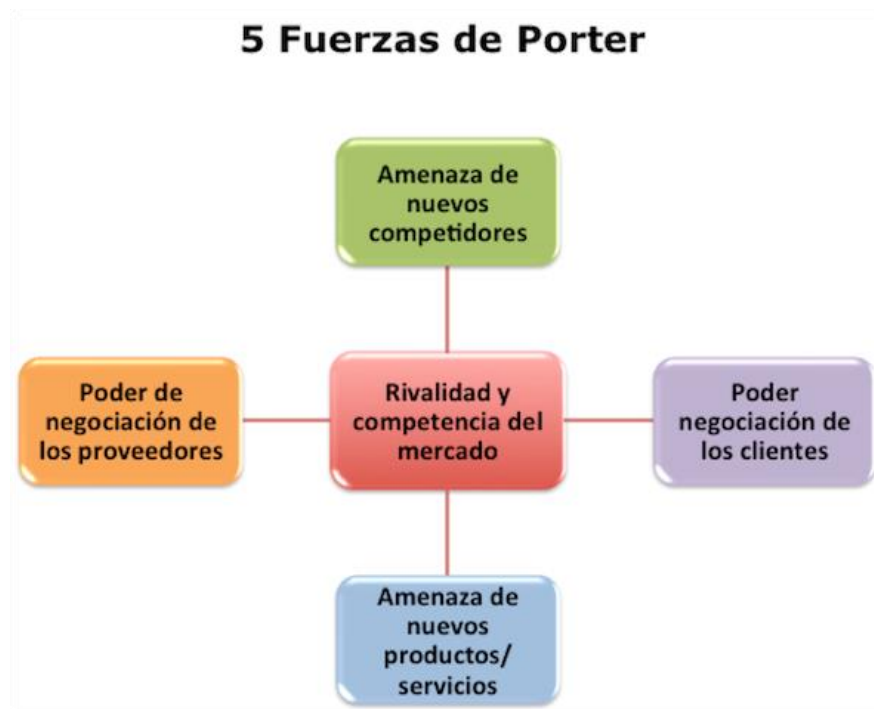 5 Fuerzas de Porter
Amenaza de
nuevos
competidores
Poder de
negociación de
los proveedores
Rivalidad y
competencia del
mercado
Poder
negociación de
los clientes
Amenaza de
nuevos
productos/
servicios